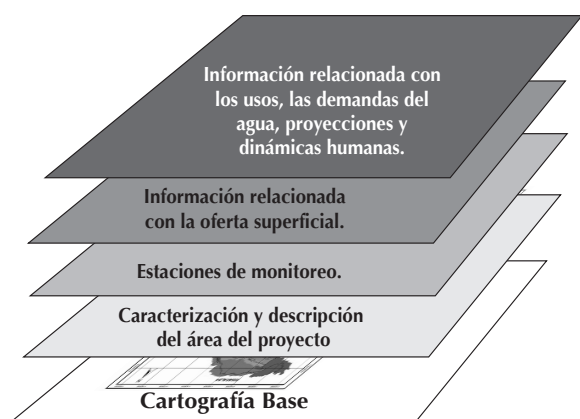 Información relacionada con
los usos, las demandas del
agua, proyecciones y
dinámicas humanas.
Información relacionada
con la oferta superficial.
Estaciones de monitoreo.
Caracterización y descripción
del área del proyecto
Cartografía Base